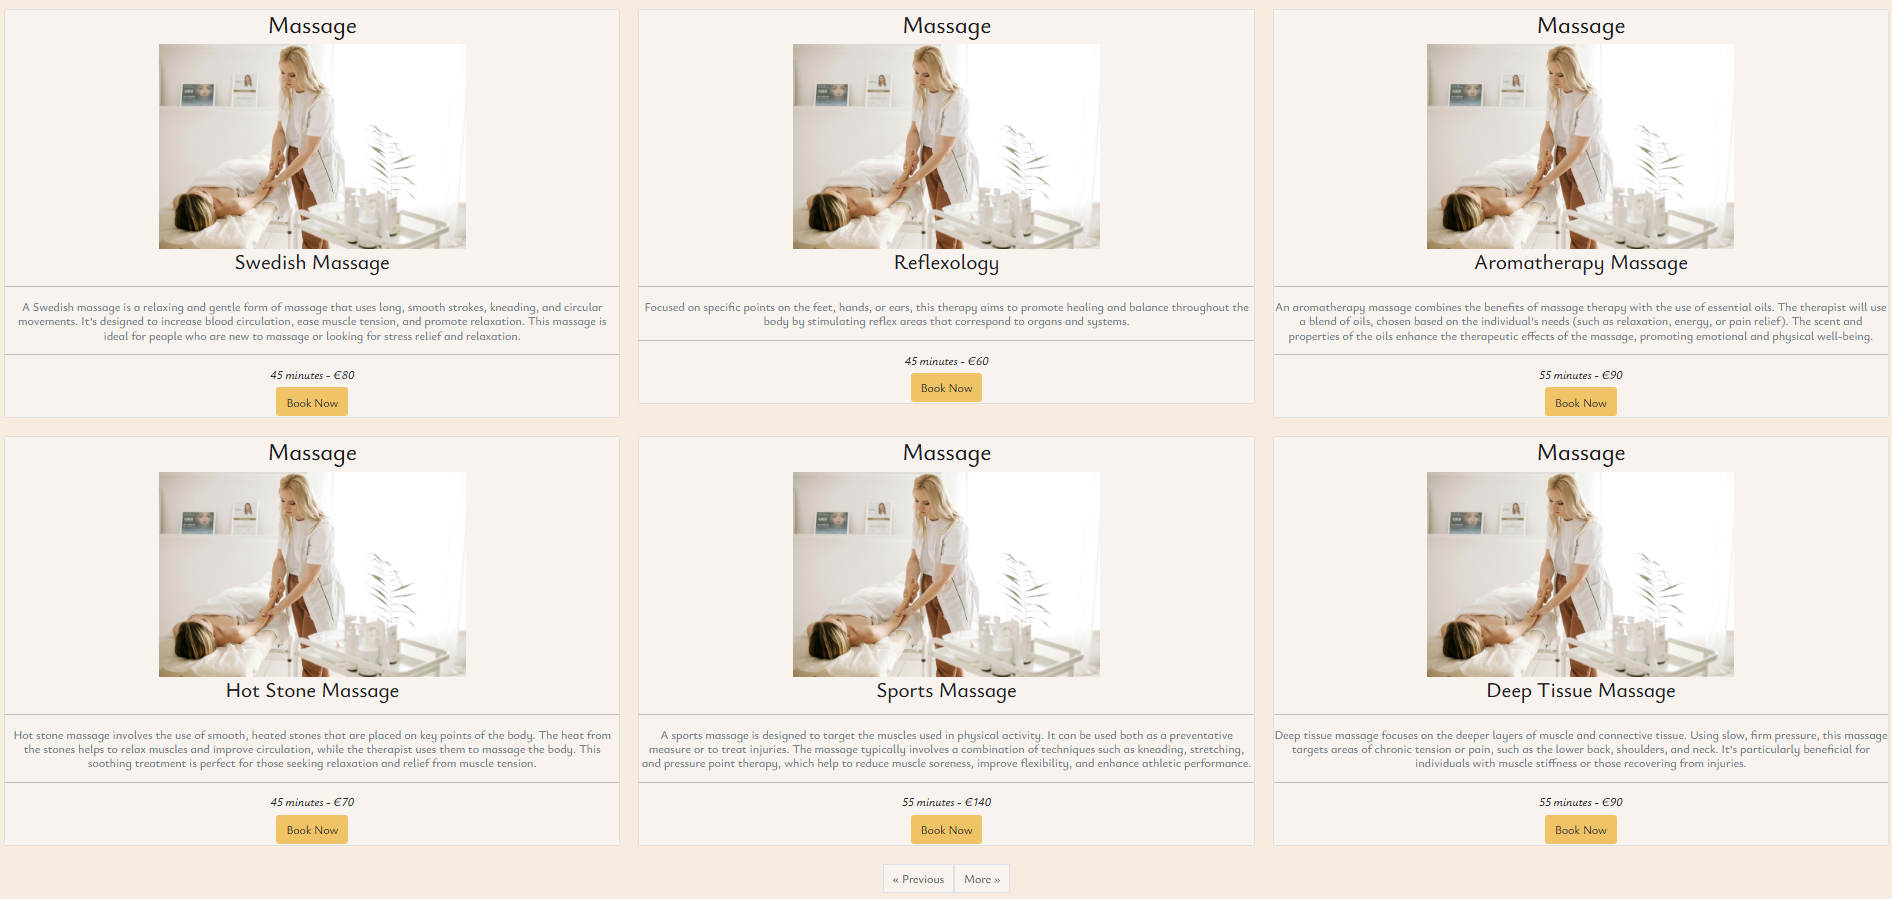 Massage
Swedish Massage
A Swedish massage is a relaxing and gentle form of massage that uses long, smooth strokes, kneading, and circular
movements. It's designed to increase blood circulation, ease muscle tension, and promote relaxation. This massage is
ideal for people who are new to massage or looking for stress relief and relaxation.
45 minutes - €80
Book Now
Massage
Reflexology
Focused on specific points on the feet, hands, or ears, this therapy aims to promote healing and balance throughout the
body by stimulating reflex areas that correspond to organs and systems.
45 minutes - €60
Book Now
Massage
Aromatherapy Massage
An aromatherapy massage combines the benefits of massage therapy with the use of essential oils. The therapist will use
a blend of oils, chosen based on the individual's needs (such as relaxation, energy, or pain relief). The scent and
properties of the oils enhance the therapeutic effects of the massage, promoting emotional and physical well-being.
55 minutes - €90
Book Now
Massage
Hot Stone Massage
Hot stone massage involves the use of smooth, heated stones that are placed on key points of the body. The heat from
the stones helps to relax muscles and improve circulation, while the therapist uses them to massage the body. This
soothing treatment is perfect for those seeking relaxation and relief from muscle tension.
45 minutes - €70
Book Now
Massage
Sports Massage
A sports massage is designed to target the muscles used in physical activity. It can be used both as a preventative
measure or to treat injuries. The massage typically involves a combination of techniques such as kneading, stretching,
and pressure point therapy, which help to reduce muscle soreness, improve flexibility, and enhance athletic performance.
55 minutes - €140
Book Now
Massage
Deep Tissue Massage
Deep tissue massage focuses on the deeper layers of muscle and connective tissue. Using slow, firm pressure, this massage
targets areas of chronic tension or pain, such as the lower back, shoulders, and neck. It's particularly beneficial for
individuals with muscle stiffness or those recovering from injuries.
55 minutes - €90
Book Now
« Previous
More »